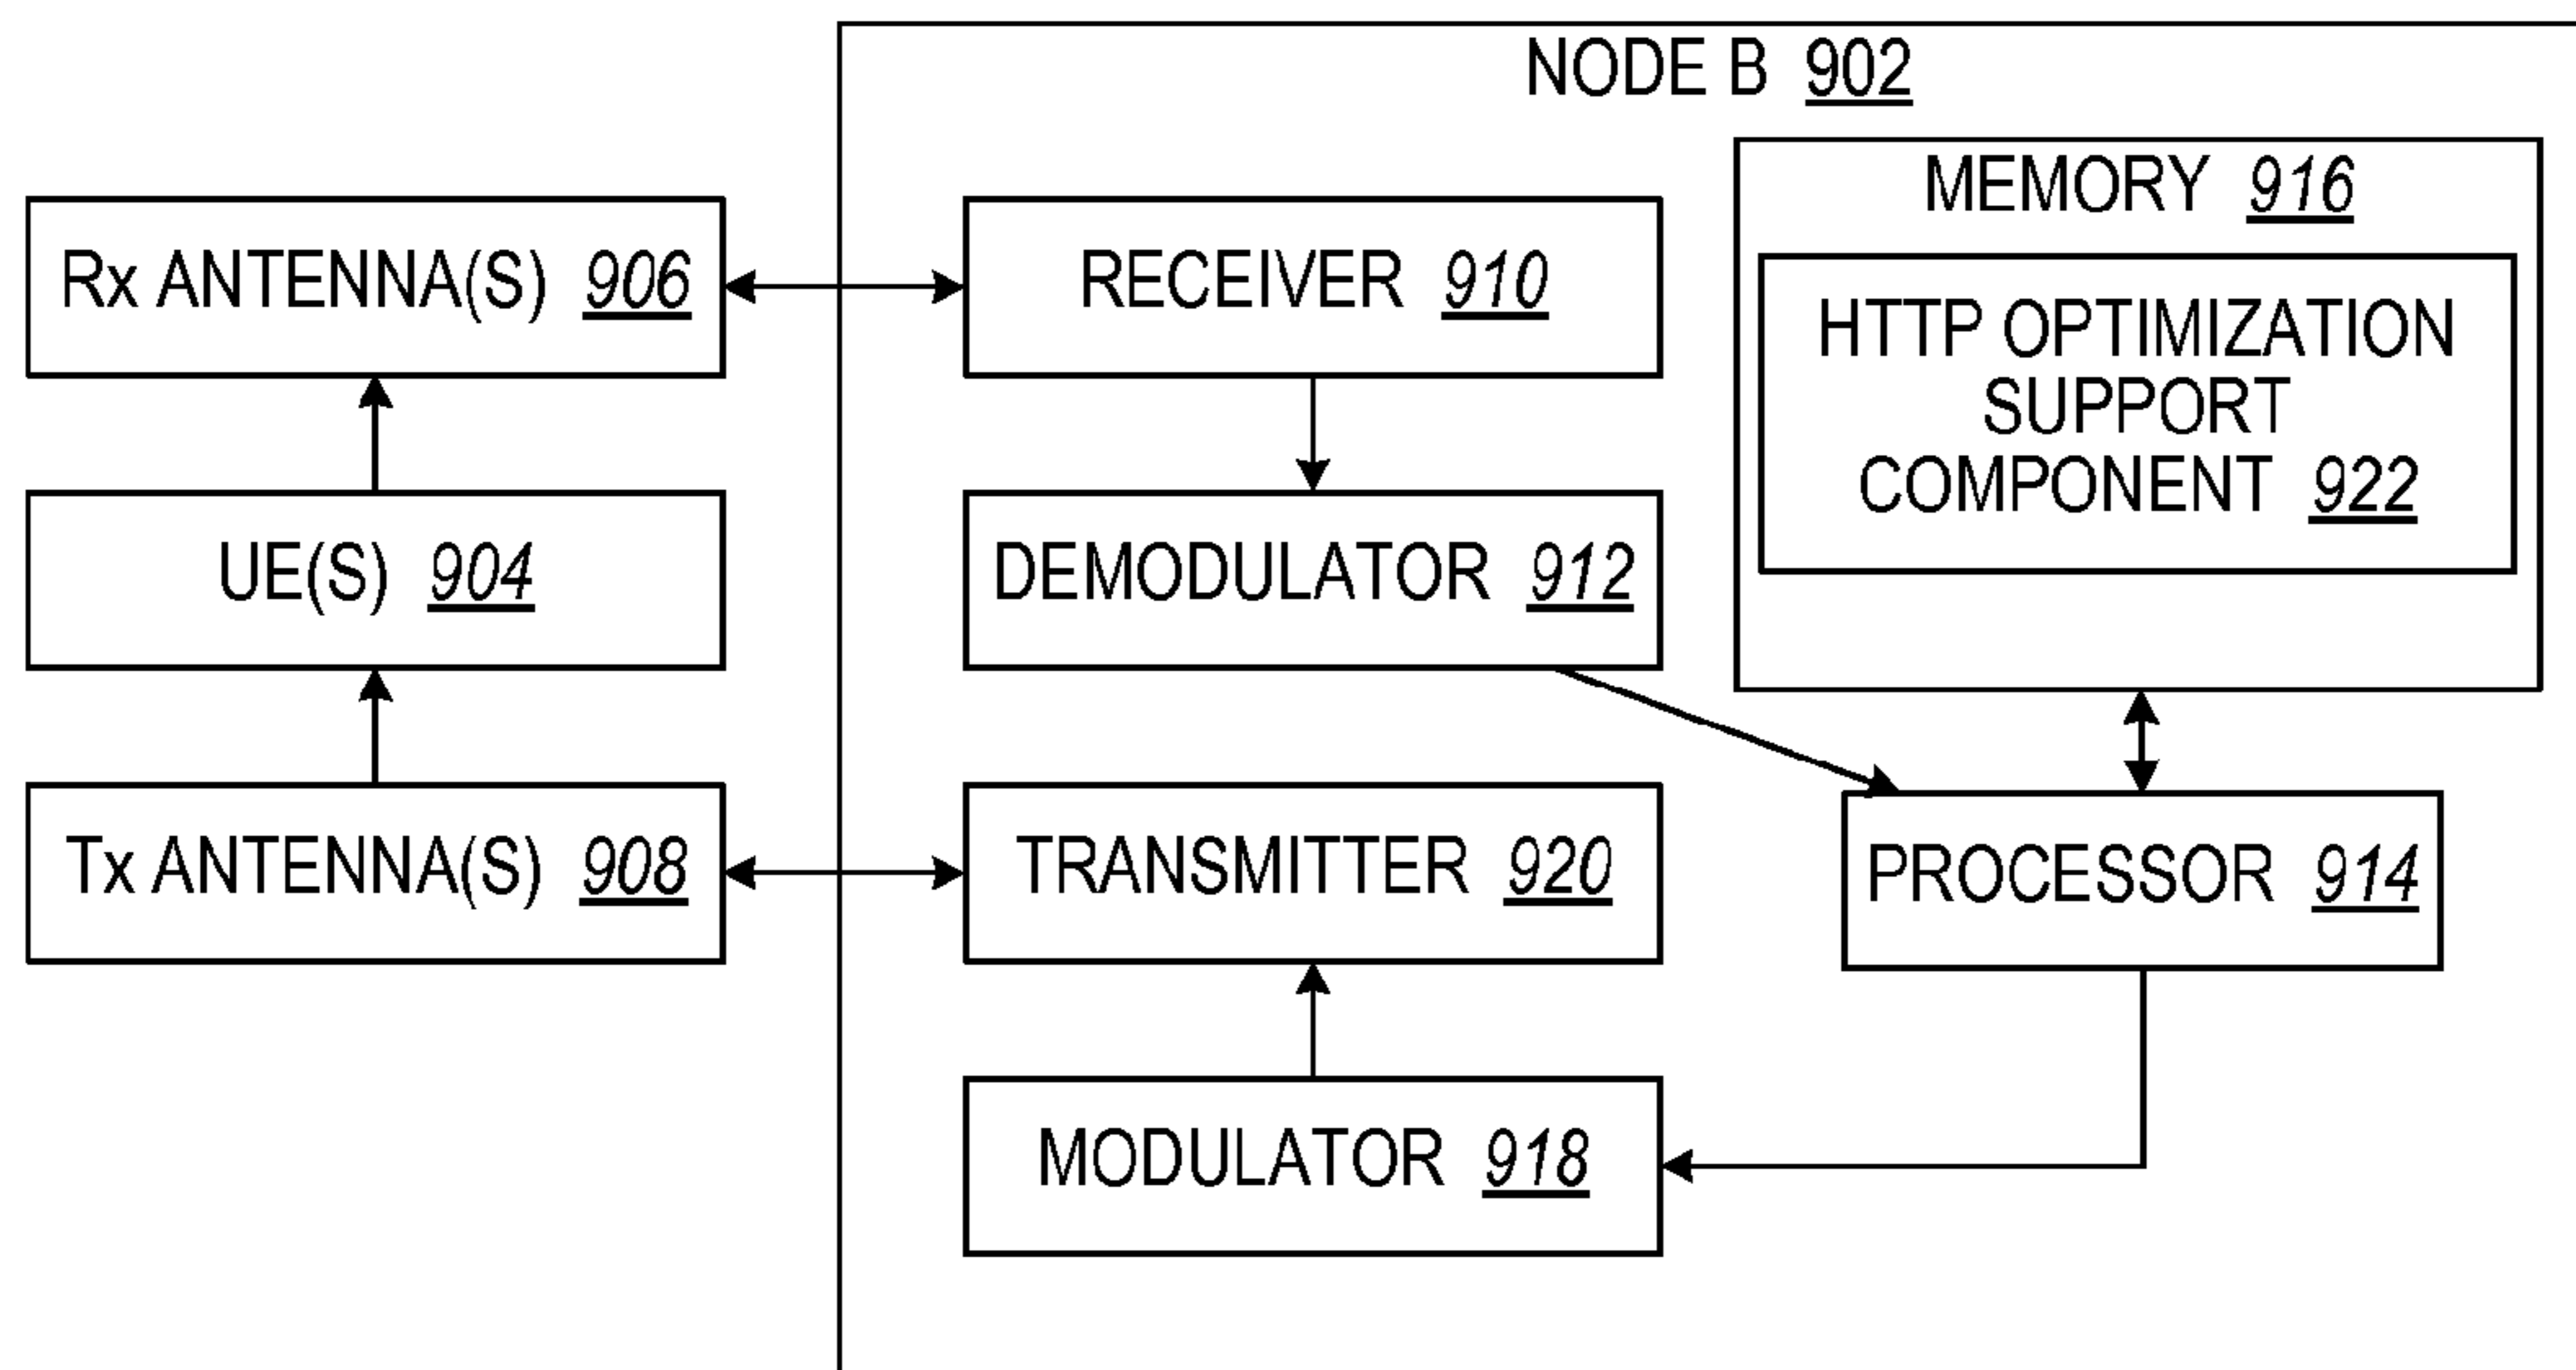 NODE B 902
MEMORY 916
Rx ANTENNA(S) 906
RECEIVER 910
HTTP OPTIMIZATION
SUPPORT
COMPONENT 922
UE(S) 904
DEMODULATOR 912
Tx ANTENNA(S) 908
TRANSMITTER 920
PROCESSOR 914
MODULATOR 918